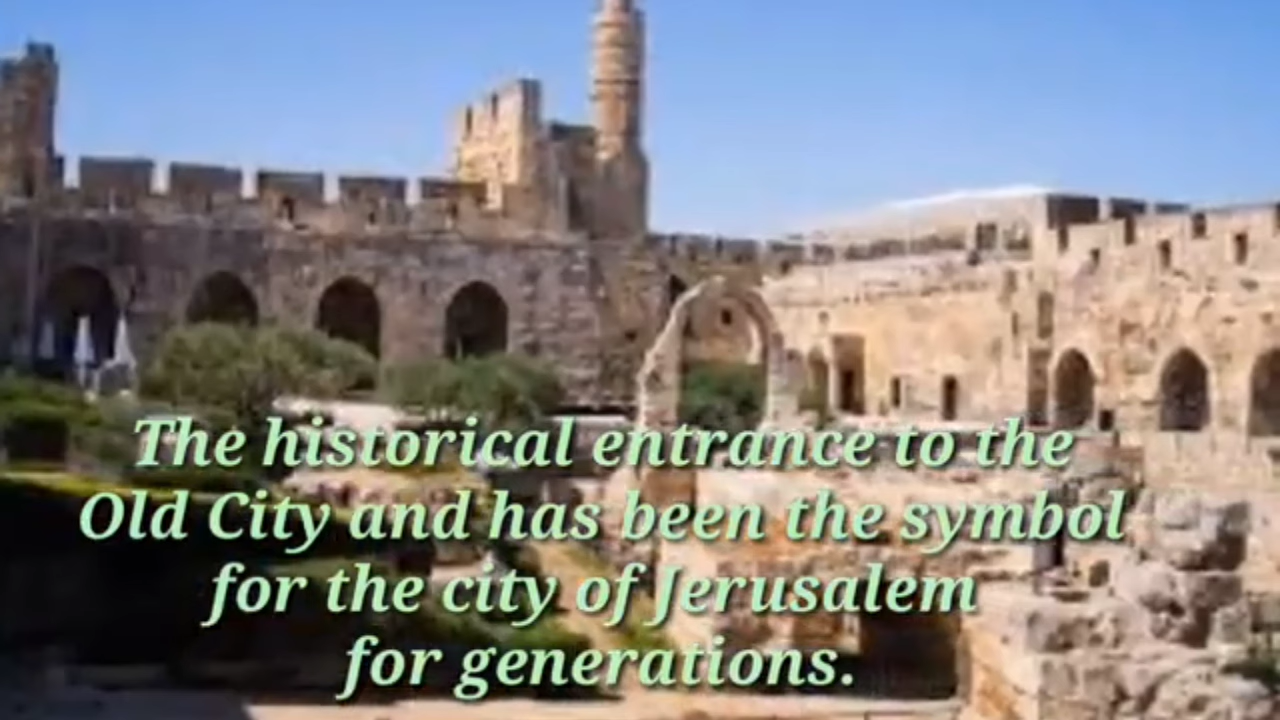 The historical entrance to the
Old City and has been the symbol
for the city of Jerusalem
for generations.